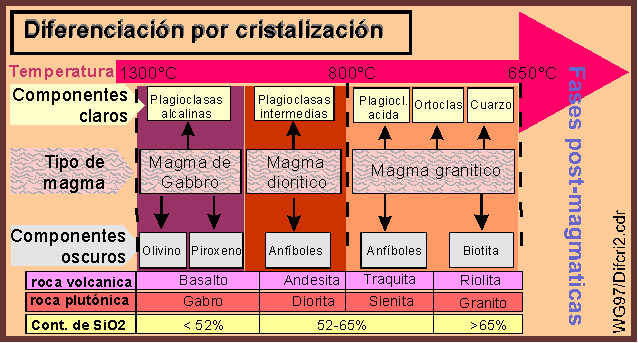 Diferenciación por cristalización
Temperatura
1300°C
800°C
650°C
Componentes
claros
Plagioclasas
alcalinas
Plagioclasas
intermedias
Plagiocl.
acida
Ortoclas
Cuarzo
Tipo de
magma
Magma de
Gabbro
Magma
dioritico
Magma granitico
Componentes
oscuros
Olivino
Piroxeno
Anfíboles
Anfíboles
Biotita
roca volcanica
Basalto
Andesita
Traquita
Riolita
roca plutónica
Gabro
Diorita
Sienita
Granito
Cont. de SiO2
< 52%
52-65%
>65%
Fases post-magmaticas
WG97/Difcri2.cdr